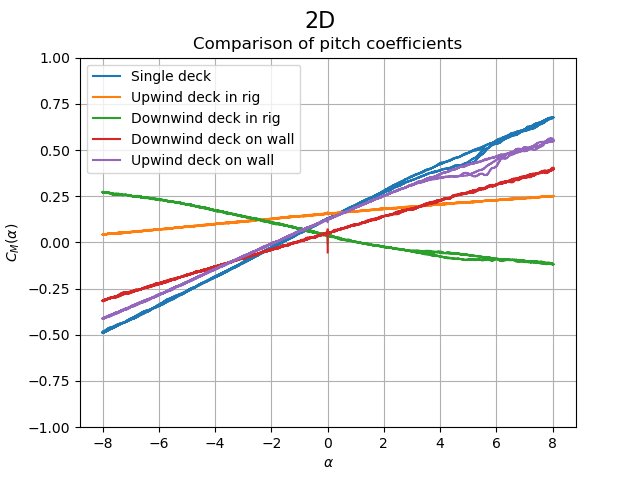 2D
Comparison of pitch coefficients
1.00
0.75
0.50
0.25
0.00
−0.25
−0.50
−0.75
−1.00
C_M(α)
Single deck
Upwind deck in rig
Downwind deck in rig
Downwind deck on wall
Upwind deck on wall
−8 −6 −4 −2 0 2 4 6 8
α